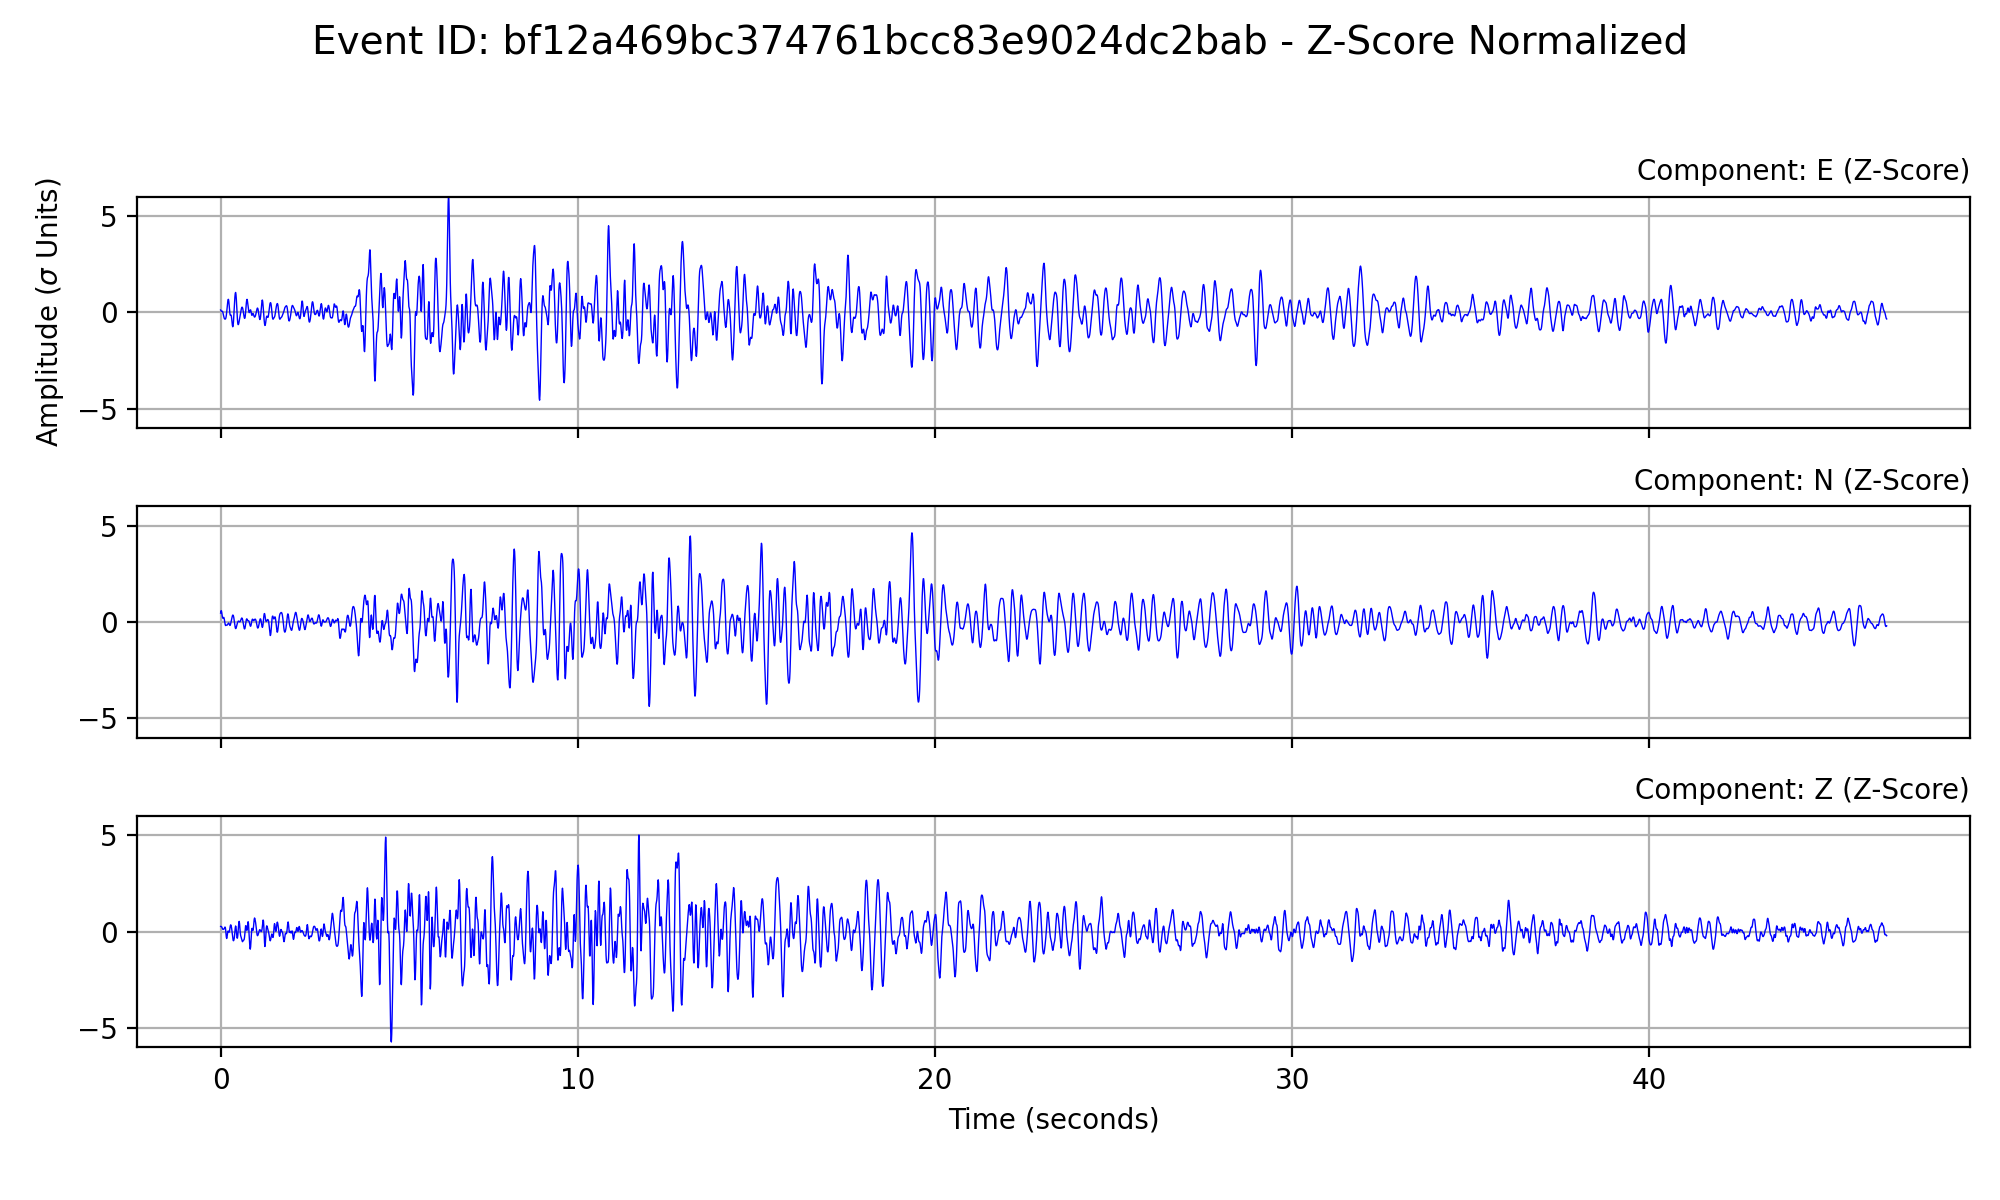 Event ID: bf12a469bc374761bcc83e9024dc2bab - Z-Score Normalized
Component: E (Z-Score)
Amplitude (σ Units)
5
0
−5
Component: N (Z-Score)
5
0
−5
Component: Z (Z-Score)
5
0
−5
0 10 20 30 40
Time (seconds)